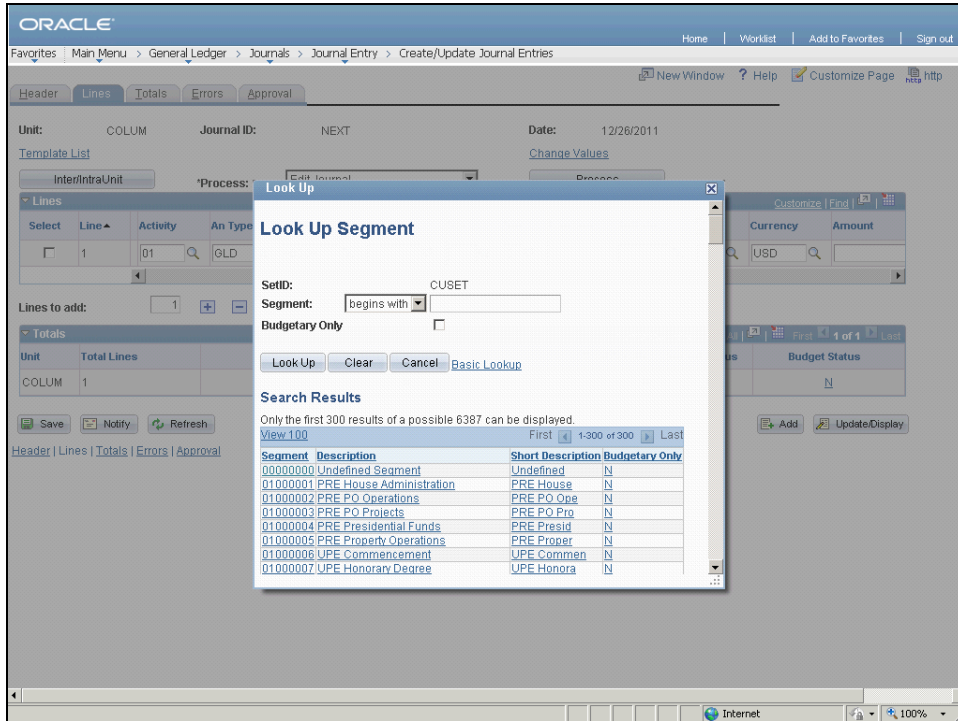 ORACLE
Home | Worklist | Add to Favorites | Sign out
Favorites Main Menu > General Ledger > Journals > Journal Entry > Create/Update Journal Entries
New Window ? Help Customize Page http
Header Lines Totals Errors Approval
Unit: COLUM Journal ID: NEXT Date: 12/26/2011
Template List Change Values
Inter/IntraUnit *Process: Edit Journal Process
Lines Customize | Find |
Select Line Activity An Type Currency Amount
1 01 GLD USD
Lines to add: 1
Totals First 1 of 1 Last
Unit Total Lines Budget Status
COLUM 1 N
Save Notify Refresh Add Update/Display
Header | Lines | Totals | Errors | Approval
Look Up
Look Up Segment
SetID: CUSET
Segment: begins with
Budgetary Only
Look Up Clear Cancel Basic Lookup
Search Results
Only the first 300 results of a possible 6387 can be displayed.
View 100 First 1-300 of 300 Last
Segment Description Short Description Budgetary Only
00000000 Undefined Segment Undefined N
01000001 PRE House Administration PRE House N
01000002 PRE PO Operations PRE PO Ope N
01000003 PRE PO Projects PRE PO Pro N
01000004 PRE Presidential Funds PRE Presid N
01000005 PRE Property Operations PRE Proper N
01000006 UPE Commencement UPE Commen N
01000007 UPE Honorary Degree UPE Honora N
Internet 100%